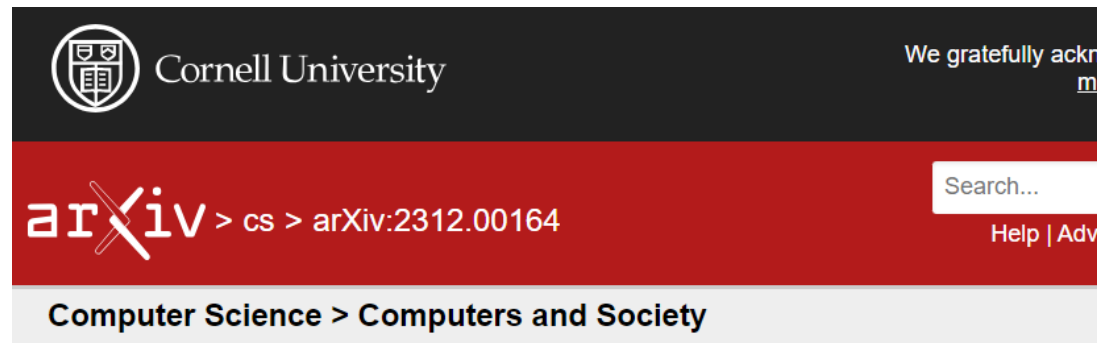 Cornell University
We gratefully ackn
m
arXiv > cs > arXiv:2312.00164
Search...
Help | Adv
Computer Science > Computers and Society